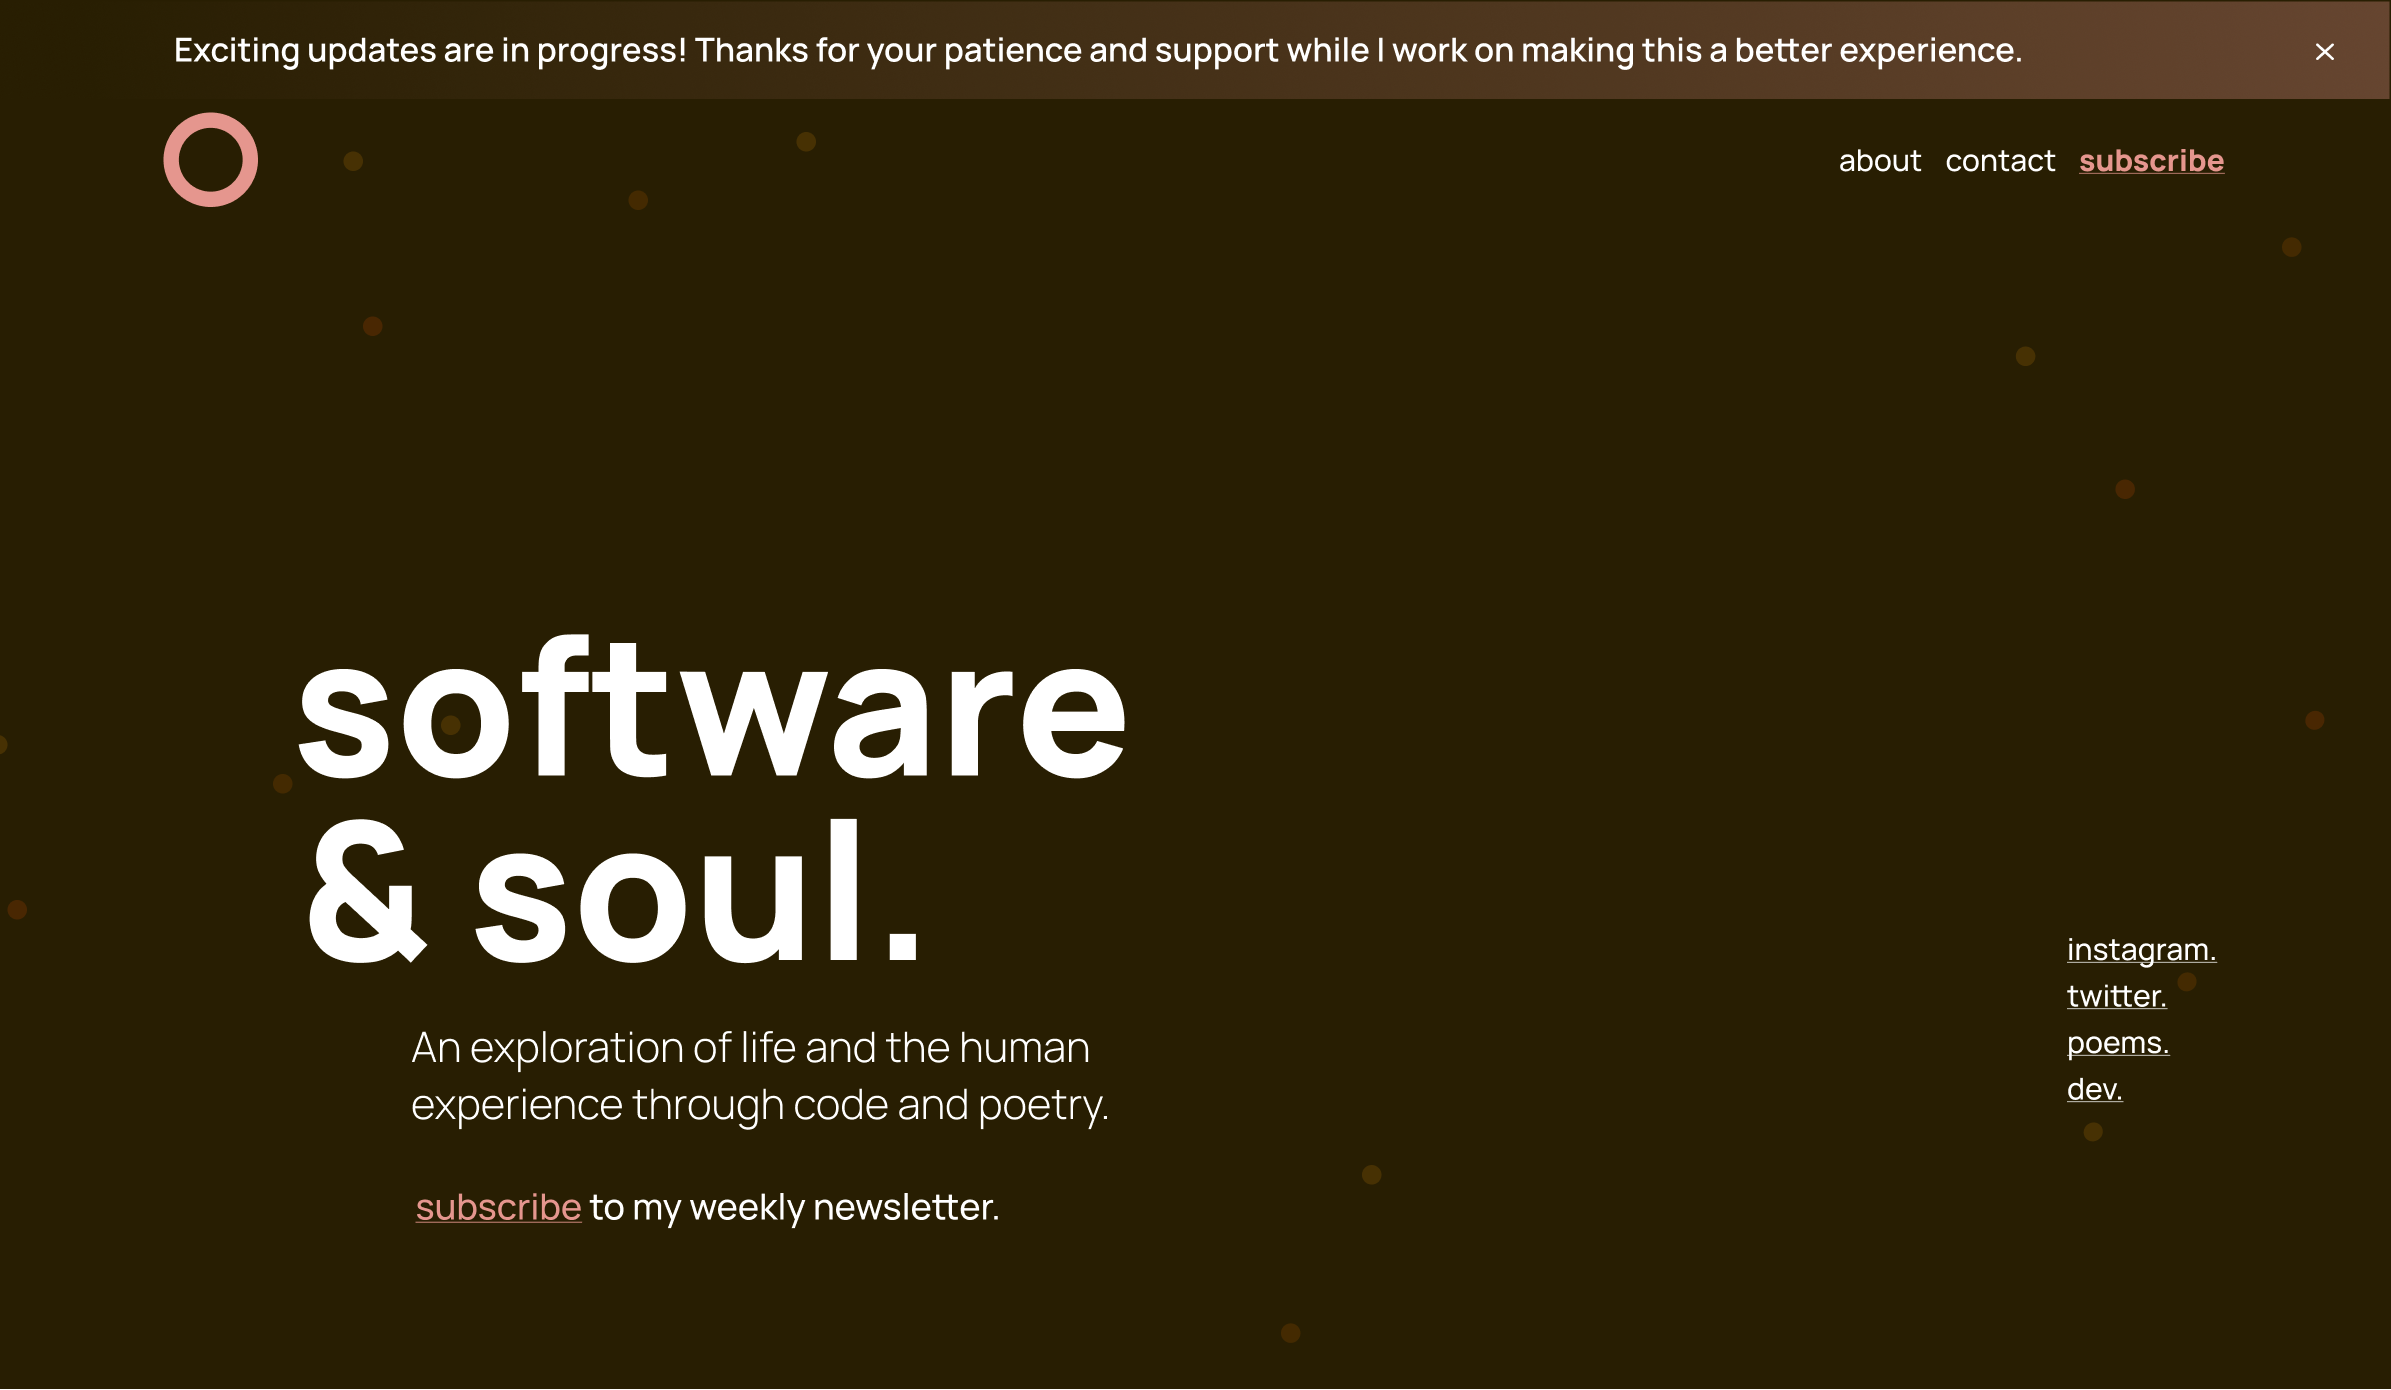 Exciting updates are in progress! Thanks for your patience and support while I work on making this a better experience.
about contact subscribe
software
& soul.
An exploration of life and the human
experience through code and poetry.
subscribe to my weekly newsletter.
instagram.
twitter.
poems.
dev.